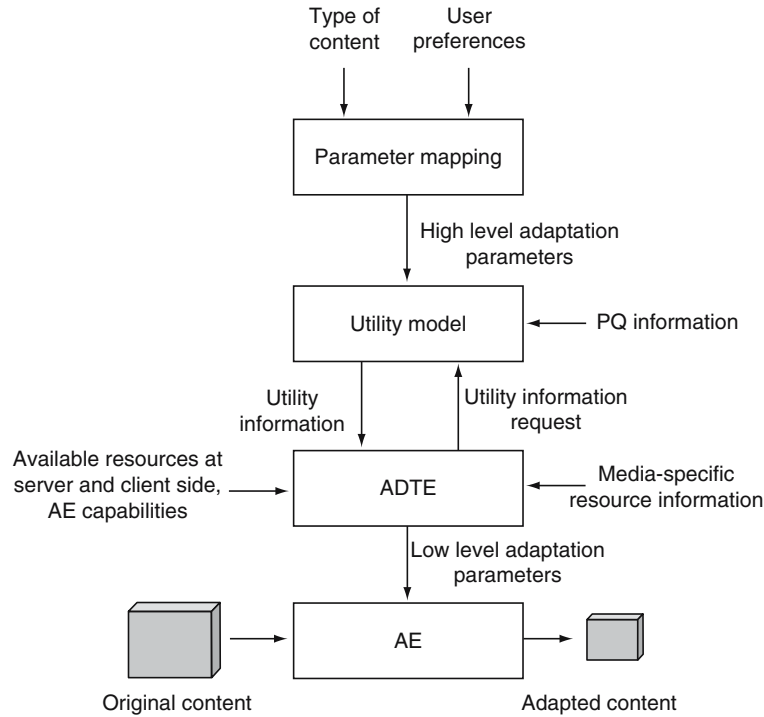 Type of
content
User
preferences
Parameter mapping
High level adaptation
parameters
Utility model
PQ information
Utility
information
Utility information
request
Available resources at
server and client side,
AE capabilities
ADTE
Media-specific
resource information
Low level adaptation
parameters
AE
Original content
Adapted content